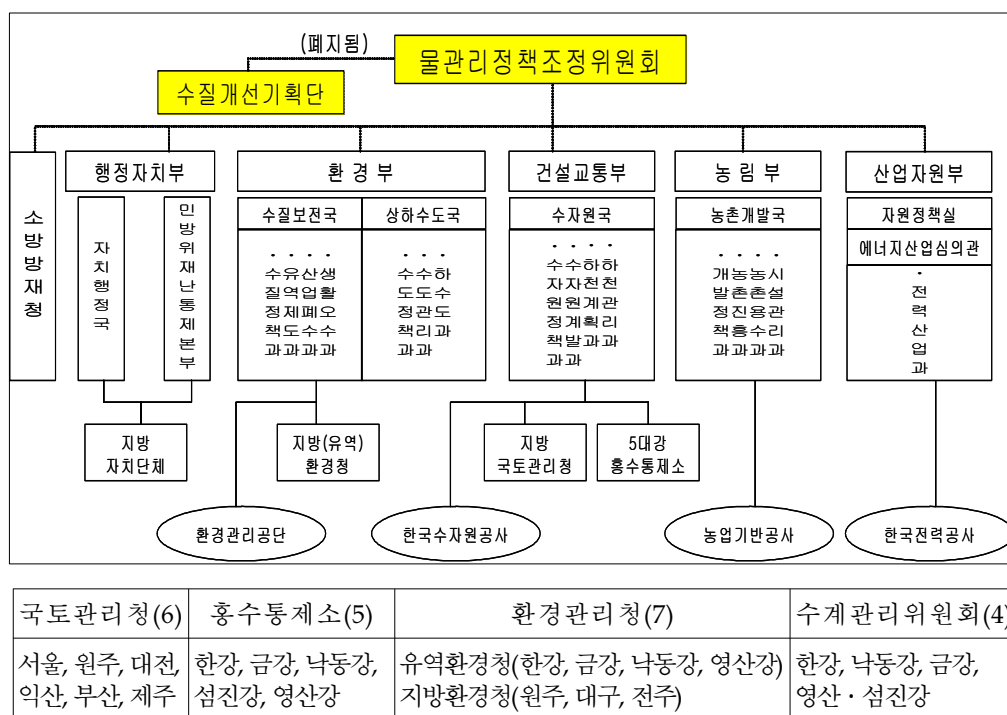 (폐지됨)
물관리정책조정위원회
수질개선기획단
소방방재청
행정자치부
자치행정국
민방위재난통제본부
지방
자치단체
환 경 부
수질보전국
· 수질정책과
· 유역제도과
· 산업폐수과
· 생활오수과
상하수도국
· 수도정책과
· 수도관리과
· 하수도과
지방(유역)
환경청
환경관리공단
건설교통부
수자원국
· 수자원정책과
· 수자원계발과
· 하천계획과
· 하천관리과
지방
국토관리청
5대강
홍수통제소
한국수자원공사
농 림 부
농촌개발국
· 개발정책과
· 농촌진흥과
· 농촌용수과
· 시설관리과
농업기반공사
산업자원부
자원정책실
에너지산업심의관
· 전력산업과
한국전력공사
국토관리청(6)
홍수통제소(5)
환경관리청(7)
수계관리위원회(4)
서울, 원주, 대전,
익산, 부산, 제주
한강, 금강, 낙동강,
섬진강, 영산강
유역환경청(한강, 금강, 낙동강, 영산강)
지방환경청(원주, 대구, 전주)
한강, 낙동강, 금강,
영산 · 섬진강